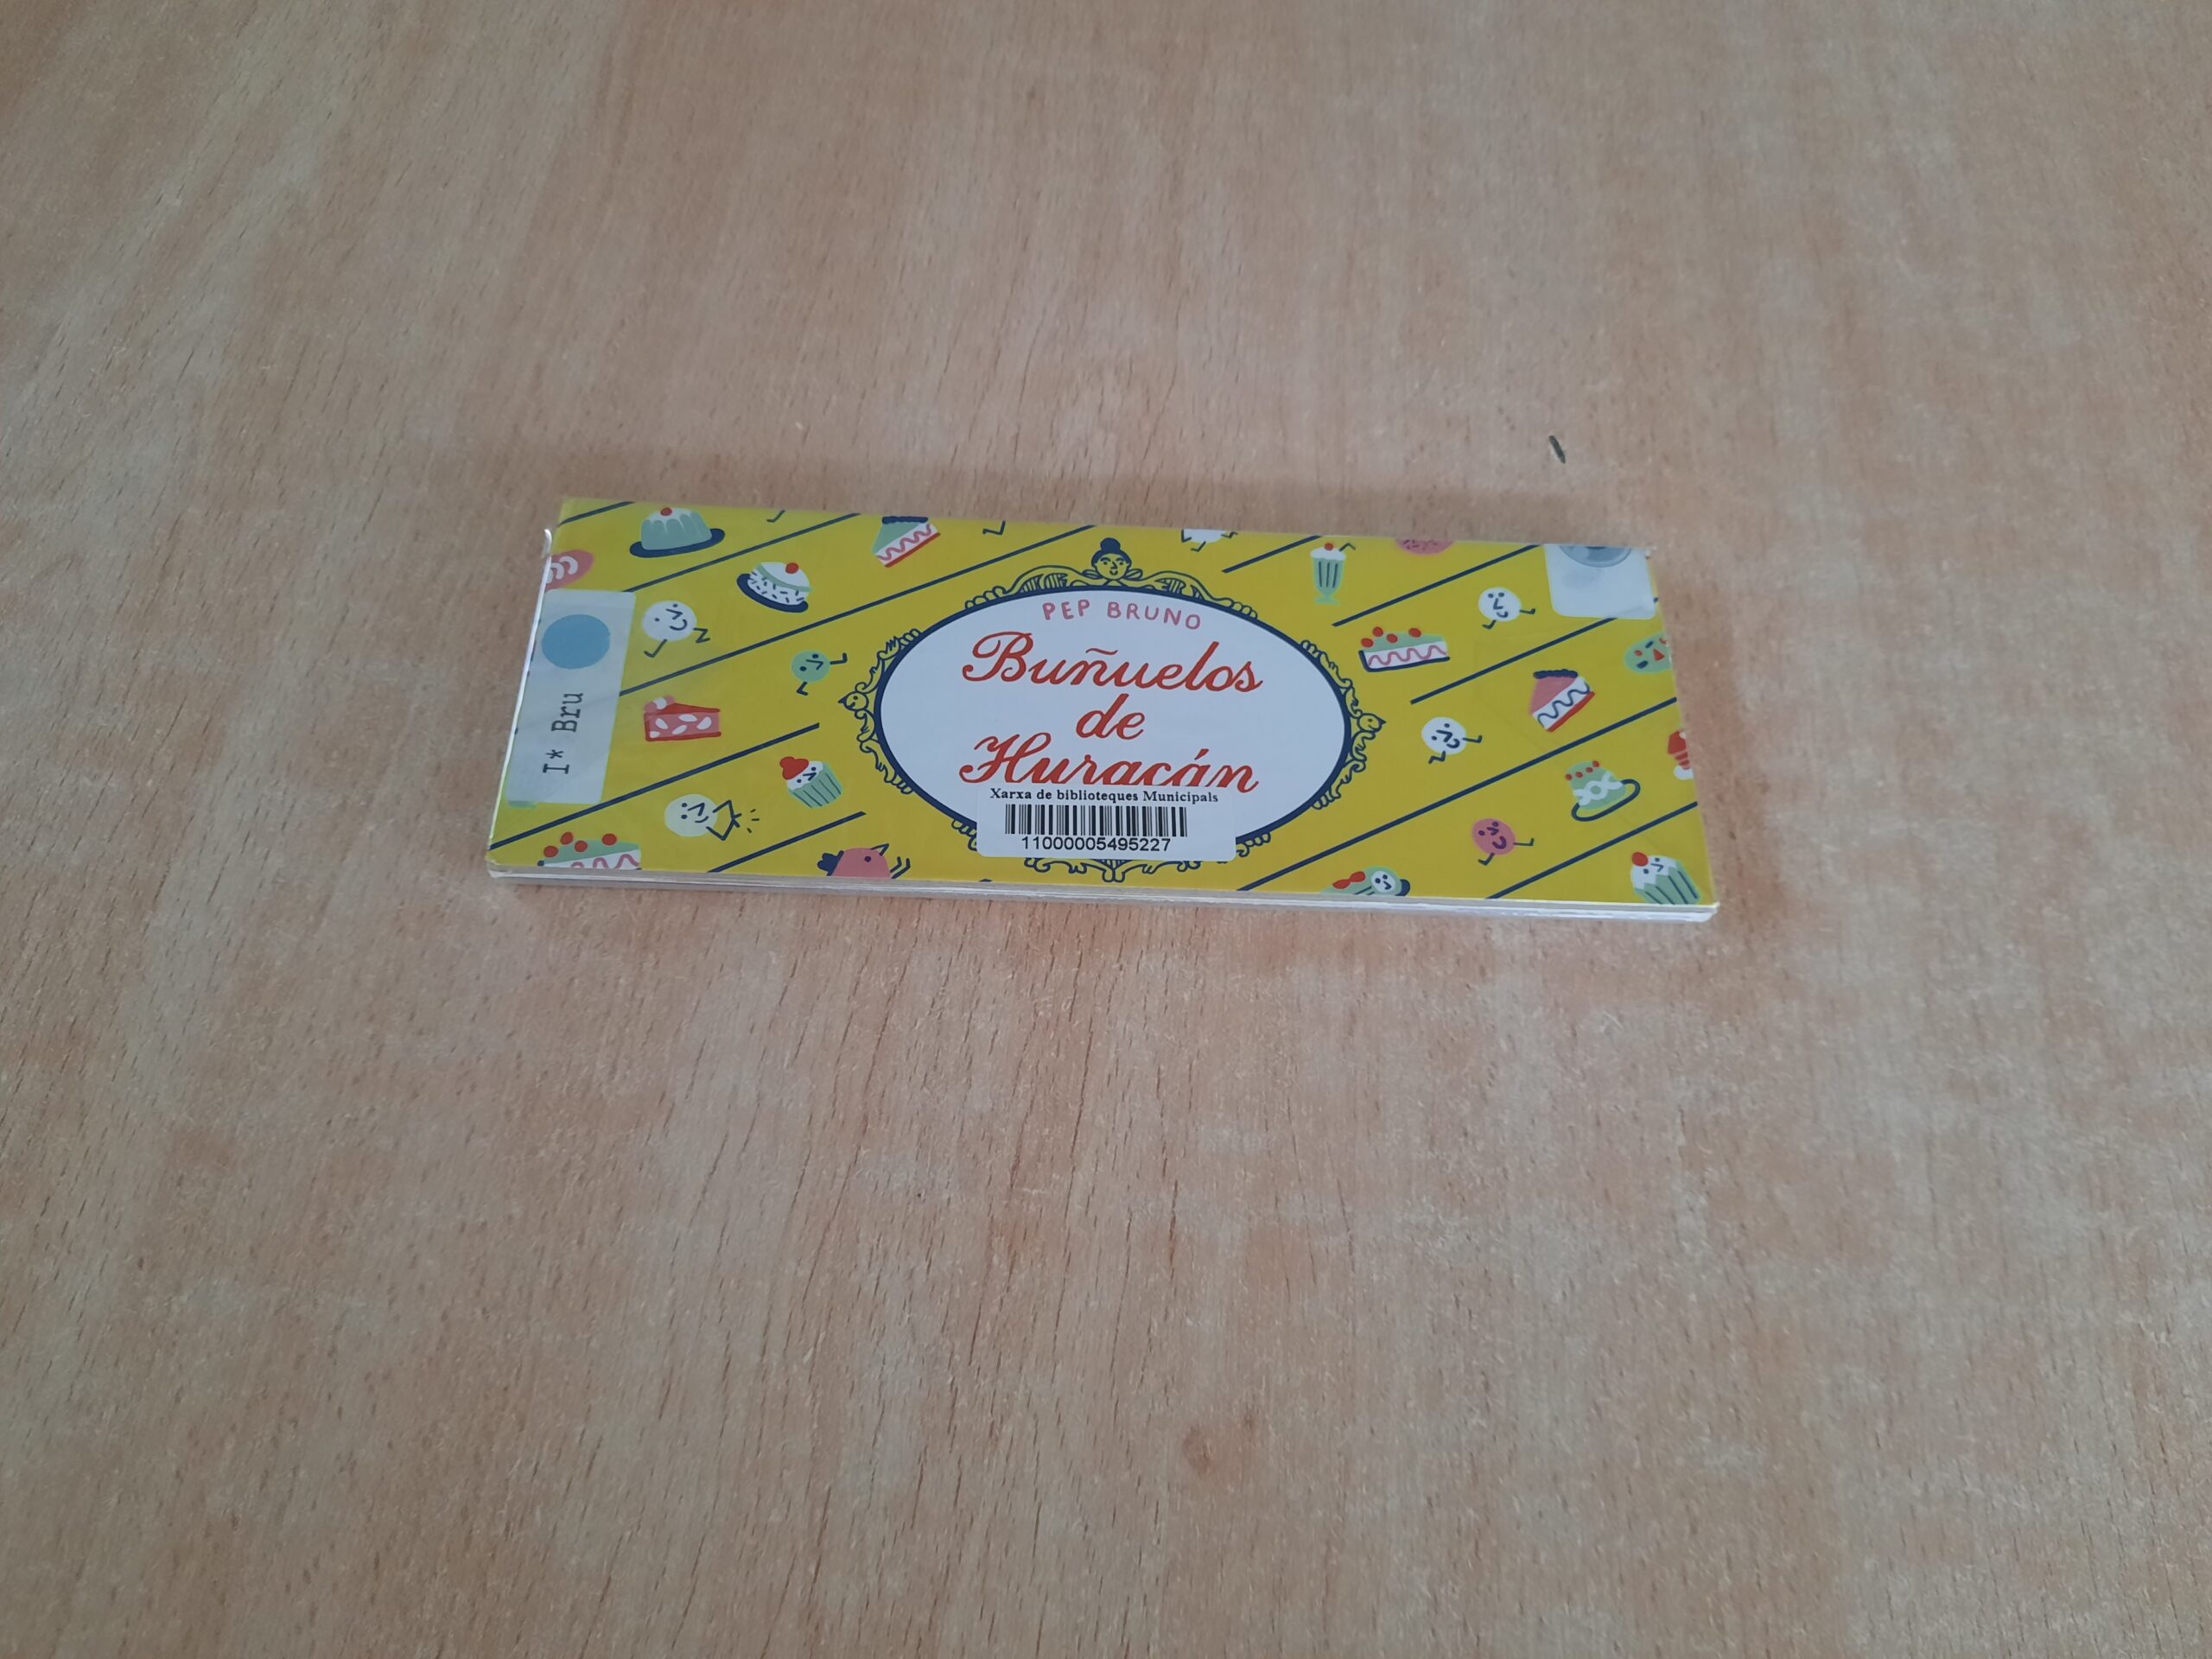 PEP BRUNO
Buñuelos
de
Huracán
Xarxa de biblioteques Municipals
11000005495227
I* Bru